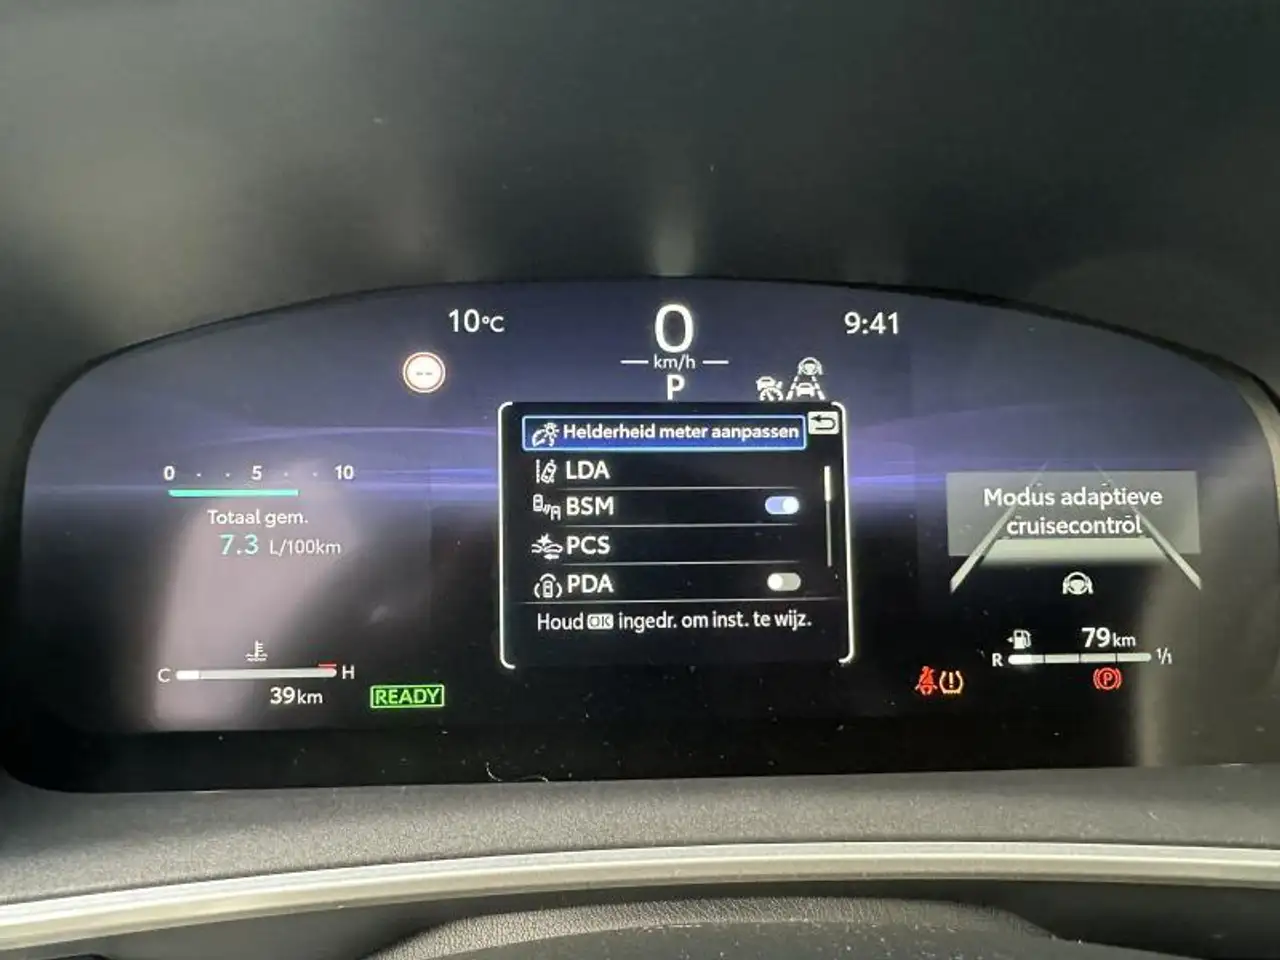 10°C
0
9:41
km/h
--
P
Helderheid meter aanpassen
LDA
BSM
PCS
PDA
Houd OK ingedr. om inst. te wijz.
0 5 10
Totaal gem.
7.3 L/100km
Modus adaptieve
cruisecontrol
C H
39km
READY
79km
R 1/1
P